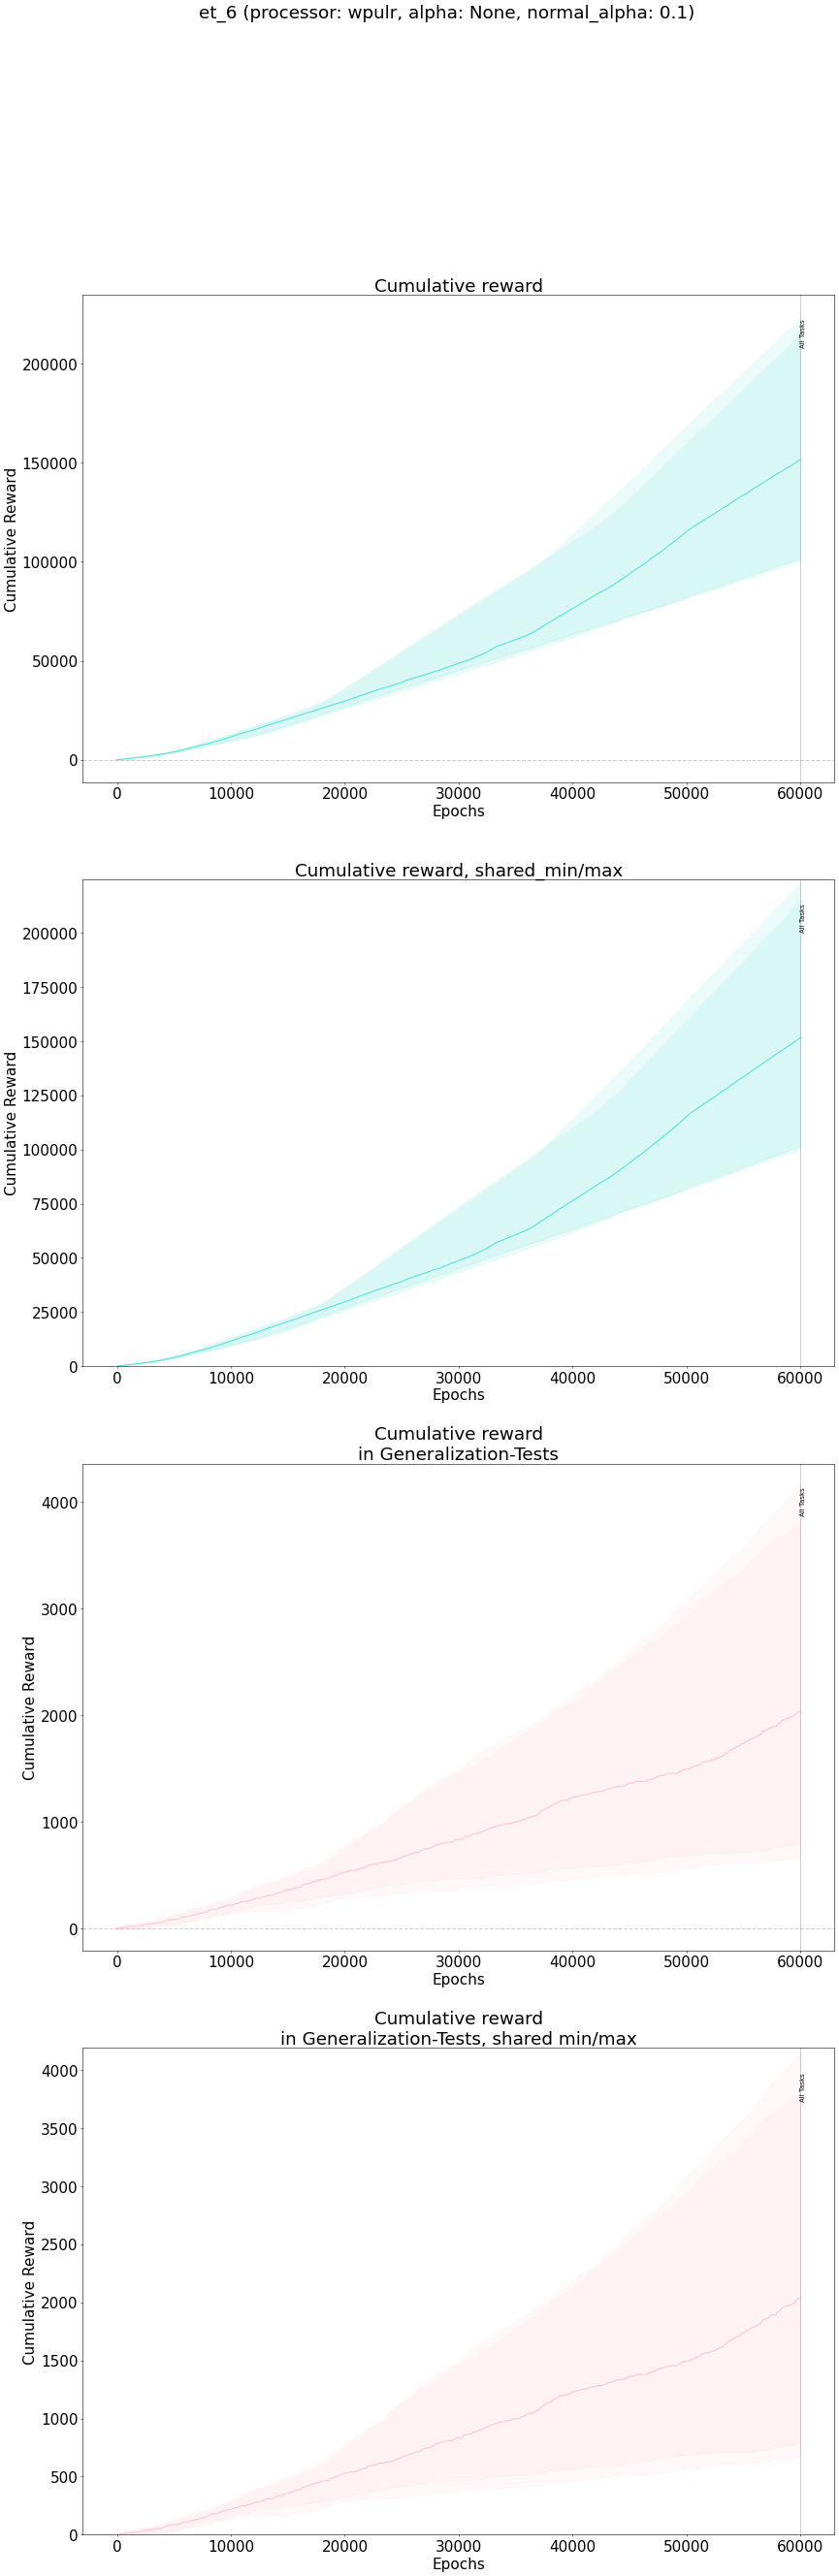 et_6 (processor: wpulr, alpha: None, normal_alpha: 0.1)
Cumulative reward
200000
150000
100000
50000
0
Cumulative Reward
All Tasks
0 10000 20000 30000 40000 50000 60000
Epochs
Cumulative reward, shared_min/max
200000
175000
150000
125000
100000
75000
50000
25000
0
Cumulative Reward
All Tasks
0 10000 20000 30000 40000 50000 60000
Epochs
Cumulative reward
in Generalization-Tests
4000
3000
2000
1000
0
Cumulative Reward
All Tasks
0 10000 20000 30000 40000 50000 60000
Epochs
Cumulative reward
in Generalization-Tests, shared min/max
4000
3500
3000
2500
2000
1500
1000
500
0
Cumulative Reward
All Tasks
0 10000 20000 30000 40000 50000 60000
Epochs